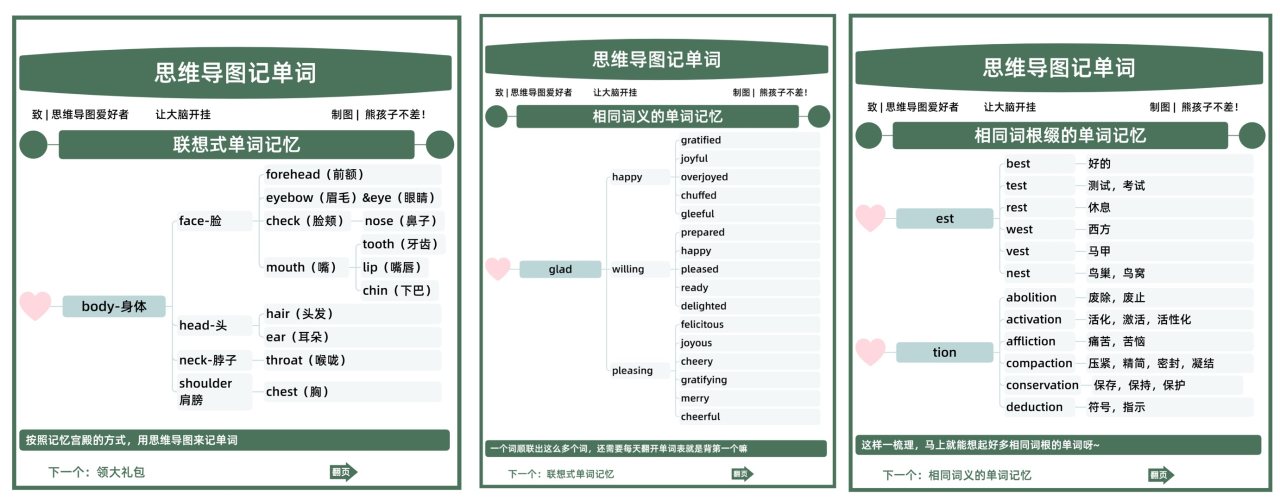 思维导图记单词
致 | 思维导图爱好者 让大脑开挂 制图 | 熊孩子不差!
联想式单词记忆
body-身体
face-脸
forehead（前额）
eyebow（眉毛）&eye（眼睛）
check（脸颊）
nose（鼻子）
mouth（嘴）
tooth（牙齿）
lip（嘴唇）
chin（下巴）
head-头
hair（头发）
ear（耳朵）
neck-脖子
throat（喉咙）
shoulder
肩膀
chest（胸）
按照记忆宫殿的方式，用思维导图来记单词
下一个：领大礼包
翻页
思维导图记单词
致 | 思维导图爱好者 让大脑开挂 制图 | 熊孩子不差!
相同词义的单词记忆
glad
happy
gratified
joyful
overjoyed
chuffed
gleeful
willing
prepared
happy
pleased
ready
delighted
pleasing
felicitous
joyous
cheery
gratifying
merry
cheerful
一个词顺联出这么多个词，还需要每天翻开单词表就是背第一个嘛
下一个：联想式单词记忆
翻页
思维导图记单词
致 | 思维导图爱好者 让大脑开挂 制图 | 熊孩子不差!
相同词根缀的单词记忆
est
best 好的
test 测试，考试
rest 休息
west 西方
vest 马甲
nest 鸟巢，鸟窝
tion
abolition 废除，废止
activation 活化，激活，活性化
affliction 痛苦，苦恼
compaction 压紧，精简，密封，凝结
conservation 保存，保持，保护
deduction 符号，指示
这样一梳理，马上就能想起好多相同词根的单词呀~
下一个：相同词义的单词记忆
翻页